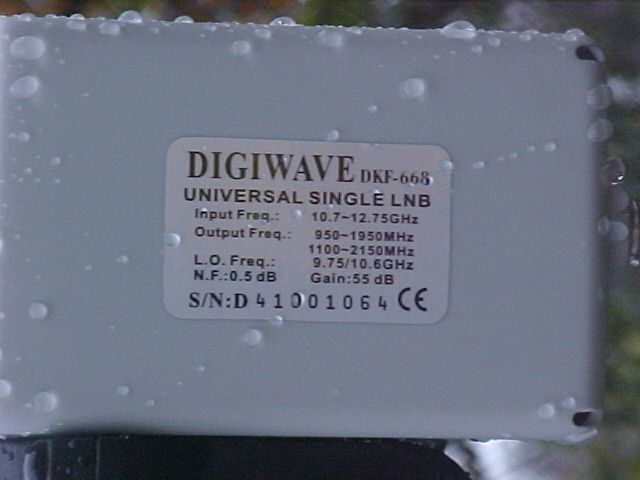 DIGIWAVE DKF-668
UNIVERSAL SINGLE LNB
Input Freq.: 10.7~12.75GHz
Output Freq.: 950~1950MHz
1100~2150MHz
L.O. Freq.: 9.75/10.6GHz
N.F.:0.5 dB Gain:55 dB
S/N:D 41001064 CE